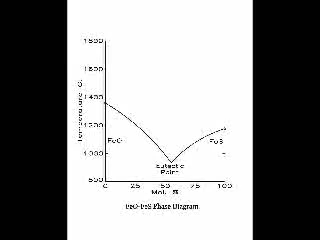 1800
1600
1400
1200
1000
800
Temperature C.
FeO
FeS
Eutectic
Point
0 25 50 75 100
Mol. %
FeO-FeS Phase Diagram.